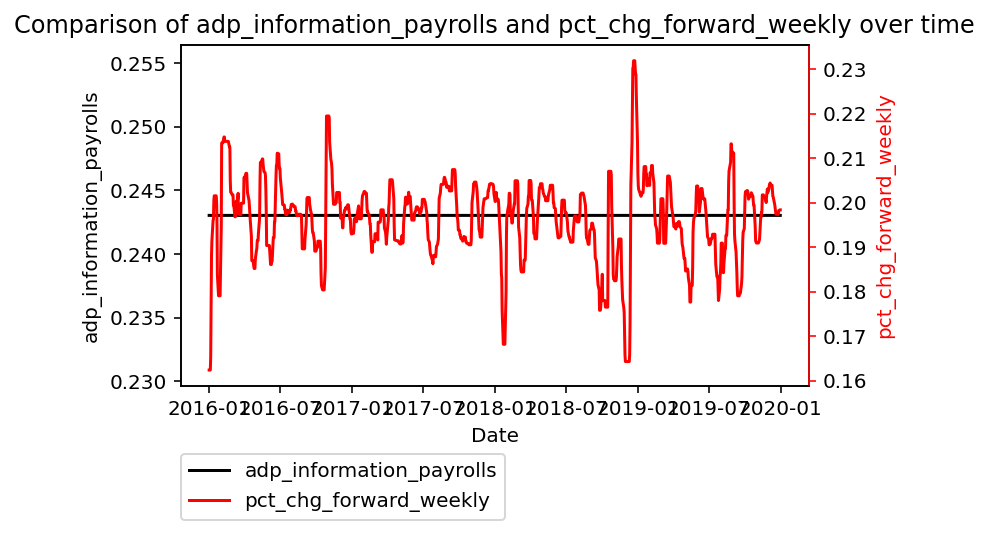 Comparison of adp_information_payrolls and pct_chg_forward_weekly over time
adp_information_payrolls
0.255
0.250
0.245
0.240
0.235
0.230
0.23
0.22
0.21
0.20
0.19
0.18
0.17
0.16
pct_chg_forward_weekly
2016-01 2016-07 2017-01 2017-07 2018-01 2018-07 2019-01 2019-07 2020-01
Date
adp_information_payrolls
pct_chg_forward_weekly